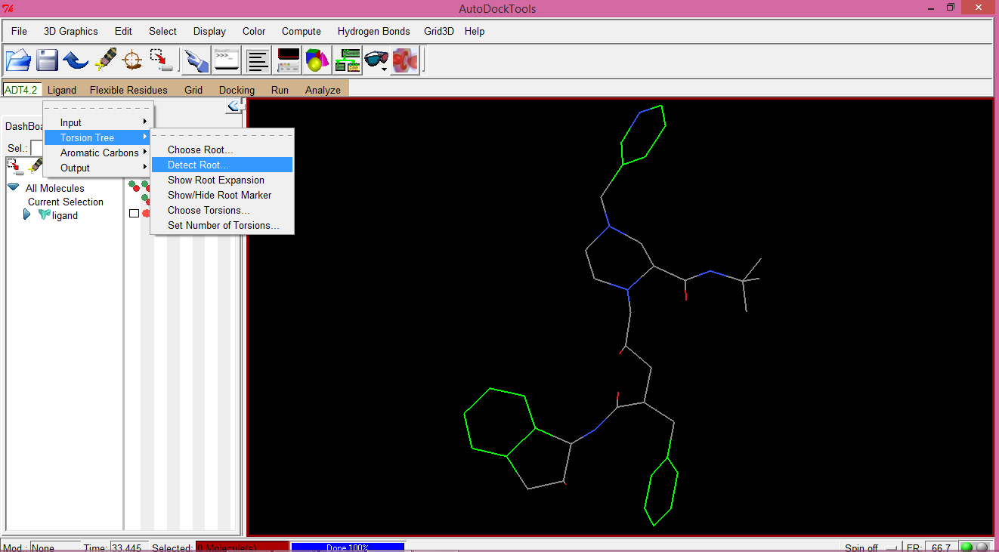 AutoDockTools
File 3D Graphics Edit Select Display Color Compute Hydrogen Bonds Grid3D Help
>>>
ADT4.2 Ligand Flexible Residues Grid Docking Run Analyze
DashBoa
Input
Torsion Tree
Sel.:
Aromatic Carbons
Output
Choose Root...
Detect Root...
Show Root Expansion
Show/Hide Root Marker
Choose Torsions...
Set Number of Torsions...
All Molecules
Current Selection
ligand
Mod.: None Time: 33.445 Selected: 0 Molecule(s) Done 100% Spin off FR: 66.7